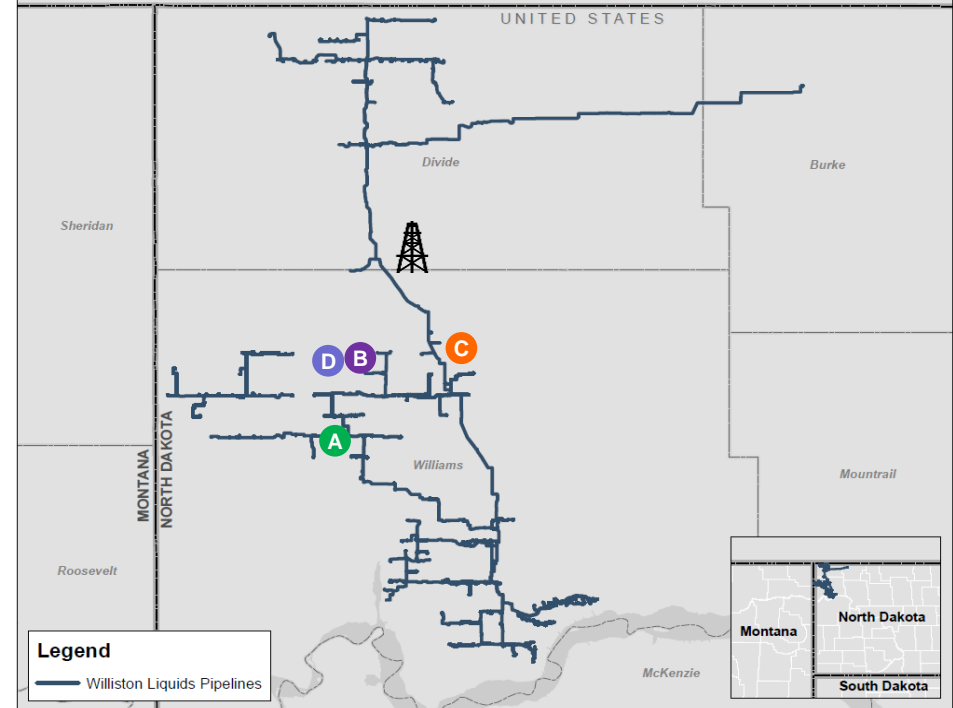 UNITED STATES
Divide
Burke
Sheridan
D
B
C
A
MONTANA
NORTH DAKOTA
Williams
Mountrail
Roosevelt
McKenzie
Legend
Williston Liquids Pipelines
Montana
North Dakota
South Dakota